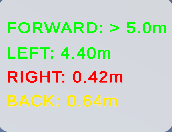 FORWARD: > 5.0m
LEFT: 4.40m
RIGHT: 0.42m
BACK: 0.64m